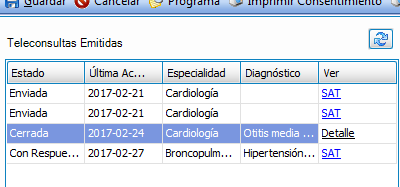 Guardar Cancelar Programa Imprimir Consentimiento
Teleconsultas Emitidas
Estado Última Ac... Especialidad Diagnóstico Ver
Enviada 2017-02-21 Cardiología SAT
Enviada 2017-02-21 Cardiología SAT
Cerrada 2017-02-24 Cardiología Otitis media ... Detalle
Con Respue... 2017-02-27 Broncopulm... Hipertensión... SAT